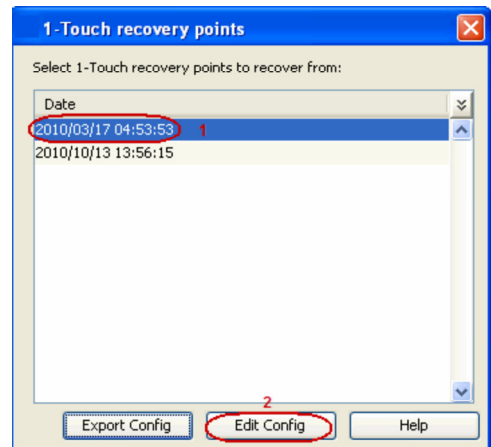 1-Touch recovery points
Select 1-Touch recovery points to recover from:
Date
2010/03/17 04:53:53 1
2010/10/13 13:56:15
2
Export Config Edit Config Help